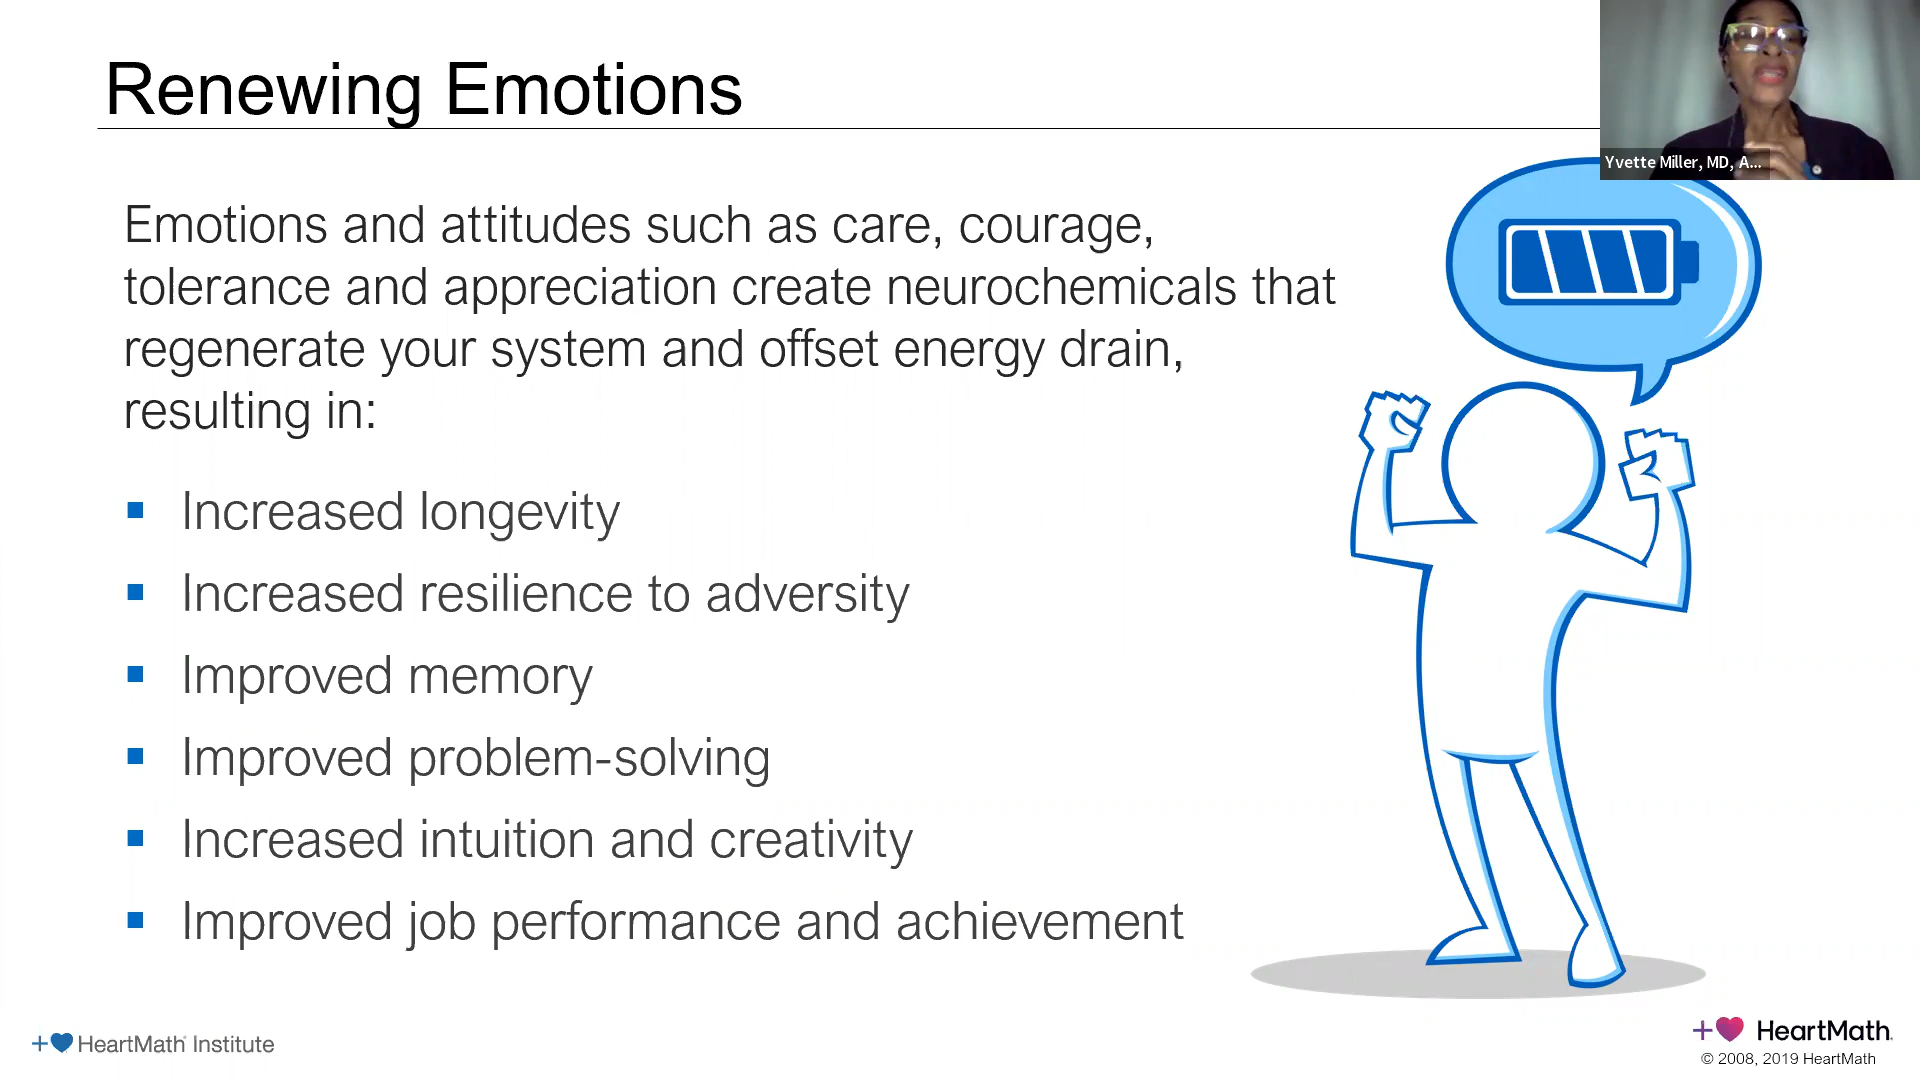 Renewing Emotions
Yvette Miller, MD, A...
Emotions and attitudes such as care, courage,
tolerance and appreciation create neurochemicals that
regenerate your system and offset energy drain,
resulting in:
▪ Increased longevity
▪ Increased resilience to adversity
▪ Improved memory
▪ Improved problem-solving
▪ Increased intuition and creativity
▪ Improved job performance and achievement
HeartMath Institute
HeartMath
© 2008, 2019 HeartMath